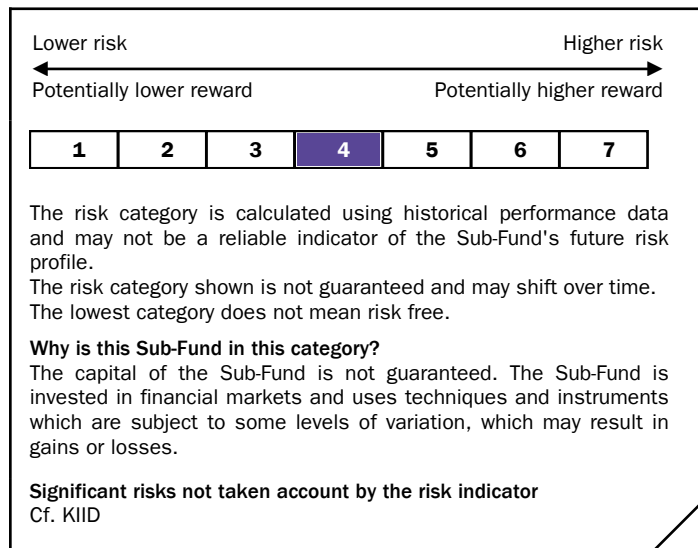 Lower risk Higher risk
Potentially lower reward Potentially higher reward
1 2 3 4 5 6 7
The risk category is calculated using historical performance data
and may not be a reliable indicator of the Sub-Fund's future risk
profile.
The risk category shown is not guaranteed and may shift over time.
The lowest category does not mean risk free.
Why is this Sub-Fund in this category?
The capital of the Sub-Fund is not guaranteed. The Sub-Fund is
invested in financial markets and uses techniques and instruments
which are subject to some levels of variation, which may result in
gains or losses.
Significant risks not taken account by the risk indicator
Cf. KIID